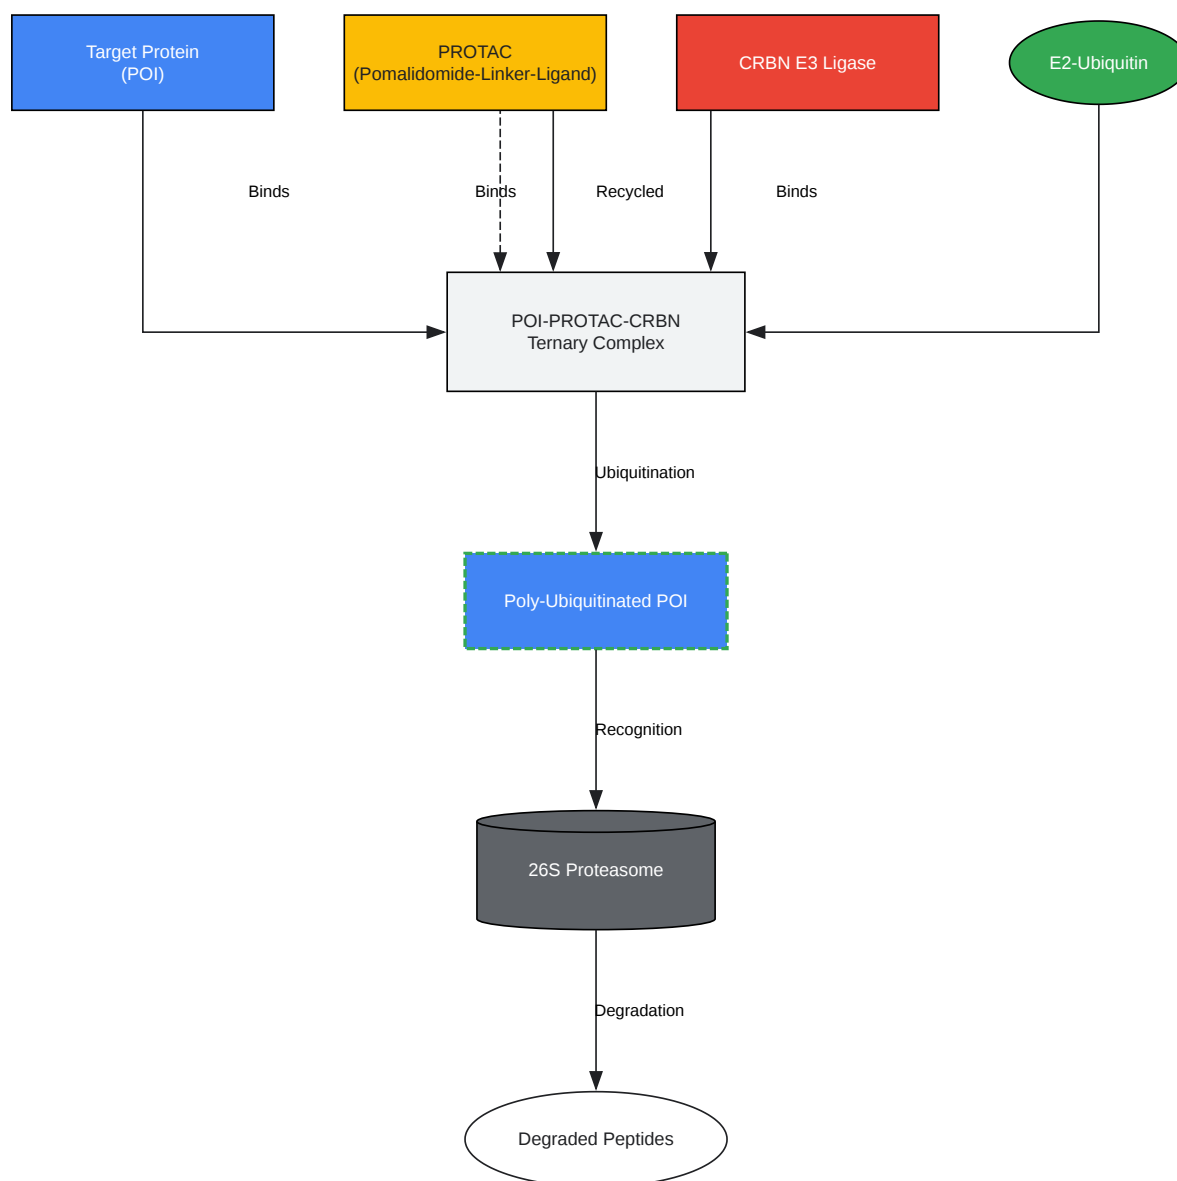 Target Protein
(POI)
PROTAC
(Pomalidomide-Linker-Ligand)
CRBN E3 Ligase
E2-Ubiquitin
Binds
Binds
Recycled
Binds
POI-PROTAC-CRBN
Ternary Complex
Ubiquitination
Poly-Ubiquitinated POI
Recognition
26S Proteasome
Degradation
Degraded Peptides